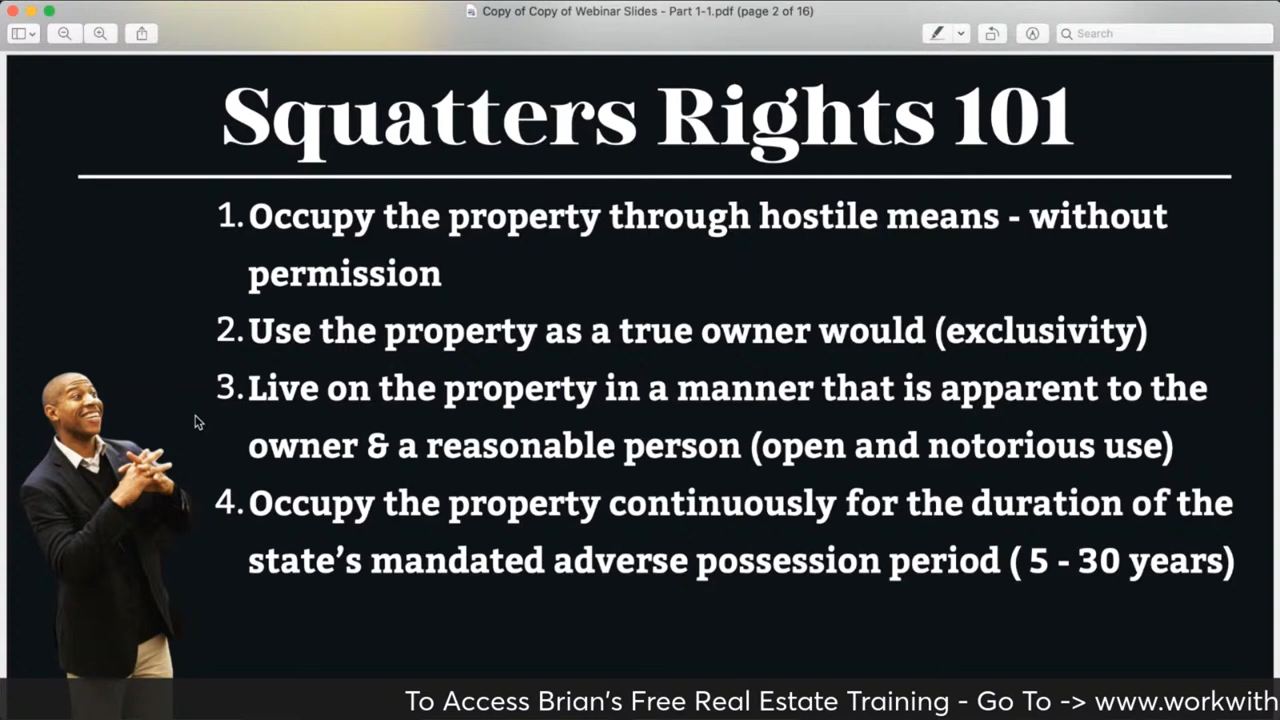 Copy of Copy of Webinar Slides - Part 1-1.pdf (page 2 of 16)
Search
Squatters Rights 101
1. Occupy the property through hostile means - without
permission
2. Use the property as a true owner would (exclusivity)
3. Live on the property in a manner that is apparent to the
owner & a reasonable person (open and notorious use)
4. Occupy the property continuously for the duration of the
state's mandated adverse possession period ( 5 - 30 years)
To Access Brian's Free Real Estate Training - Go To -> www.workwith